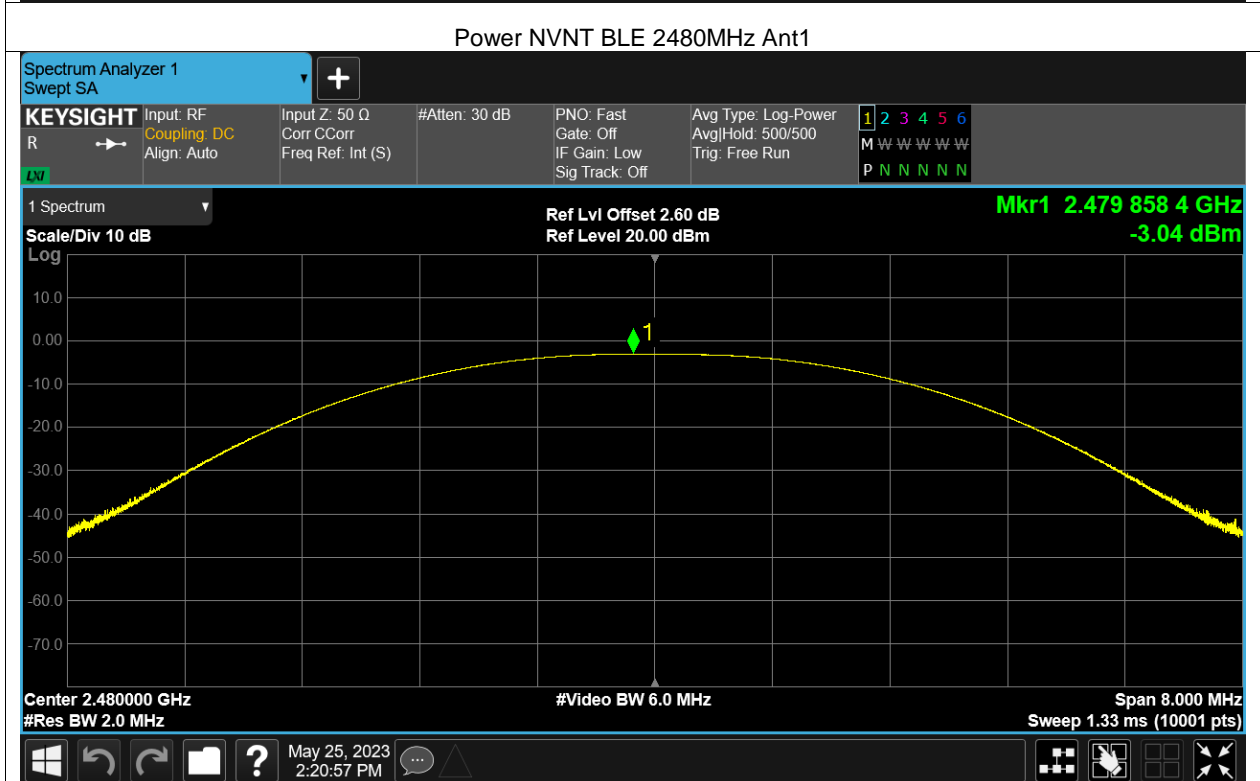 Power NVNT BLE 2480MHz Ant1
Spectrum Analyzer 1
Swept SA
KEYSIGHT
R
LXI
Input: RF
Coupling: DC
Align: Auto
Input Z: 50 Ω
Corr CCorr
Freq Ref: Int (S)
#Atten: 30 dB
PNO: Fast
Gate: Off
IF Gain: Low
Sig Track: Off
Avg Type: Log-Power
Avg|Hold: 500/500
Trig: Free Run
1 2 3 4 5 6
M W W W W W W
P N N N N N
1 Spectrum
Scale/Div 10 dB
Log
Ref Lvl Offset 2.60 dB
Ref Level 20.00 dBm
Mkr1 2.479 858 4 GHz
-3.04 dBm
10.0
0.00
-10.0
-20.0
-30.0
-40.0
-50.0
-60.0
-70.0
1
Center 2.480000 GHz
#Res BW 2.0 MHz
#Video BW 6.0 MHz
Span 8.000 MHz
Sweep 1.33 ms (10001 pts)
?
May 25, 2023
2:20:57 PM